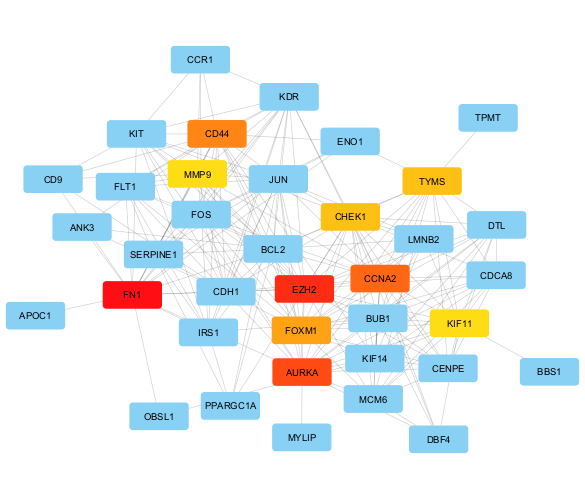 CCR1
KDR
TPMT
KIT
CD44
ENO1
MMP9
CD9
FLT1
JUN
TYMS
FOS
CHEK1
ANK3
DTL
LMNB2
SERPINE1
BCL2
CDCA8
CCNA2
EZH2
CDH1
FN1
APOC1
BUB1
KIF11
FOXM1
IRS1
KIF14
CENPE
AURKA
BBS1
MCM6
PPARGC1A
OBSL1
MYLIP
DBF4